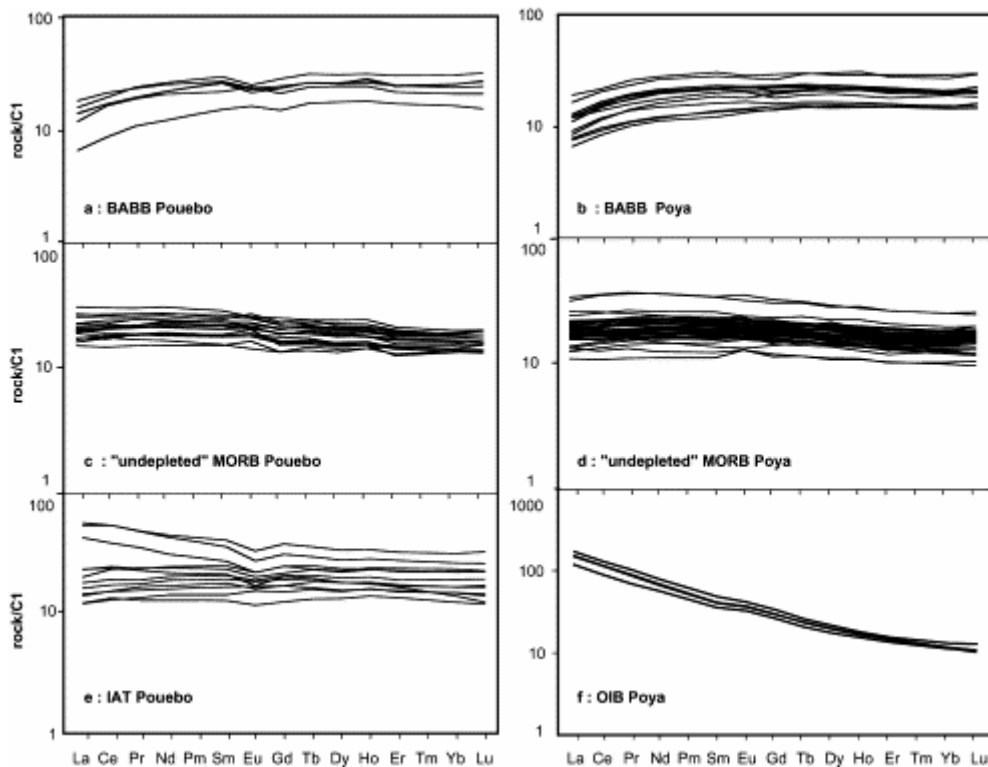 100
10
1
rock/C1
a : BABB Pouebo
100
10
1
b : BABB Poya
100
10
1
rock/C1
c : "undepleted" MORB Pouebo
100
10
1
d : "undepleted" MORB Poya
100
10
1
rock/C1
e : IAT Pouebo
1000
100
10
1
f : OIB Poya
La Ce Pr Nd Pm Sm Eu Gd Tb Dy Ho Er Tm Yb Lu
La Ce Pr Nd Pm Sm Eu Gd Tb Dy Ho Er Tm Yb Lu